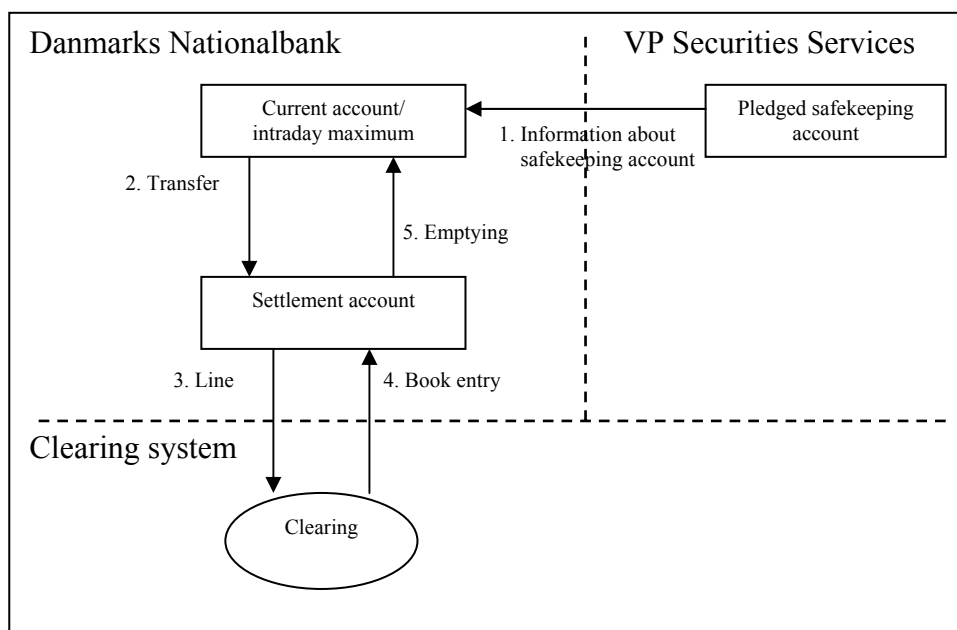 Danmarks Nationalbank
VP Securities Services
Current account/
intraday maximum
Pledged safekeeping
account
1. Information about
safekeeping account
2. Transfer
5. Emptying
Settlement account
3. Line
4. Book entry
Clearing system
Clearing